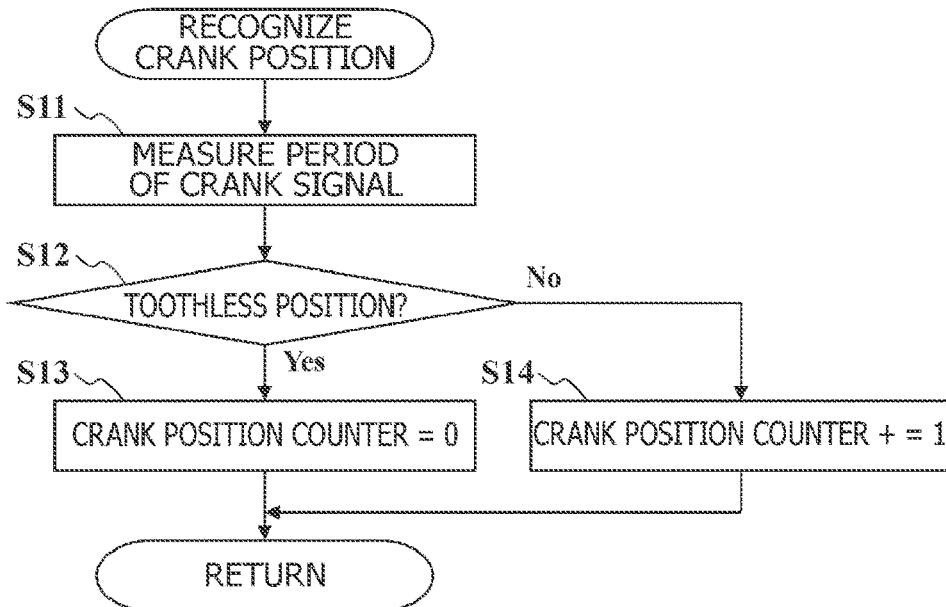 RECOGNIZE
CRANK POSITION
S11
MEASURE PERIOD
OF CRANK SIGNAL
S12
TOOTHLESS POSITION?
No
Yes
S13
CRANK POSITION COUNTER = 0
S14
CRANK POSITION COUNTER + = 1
RETURN